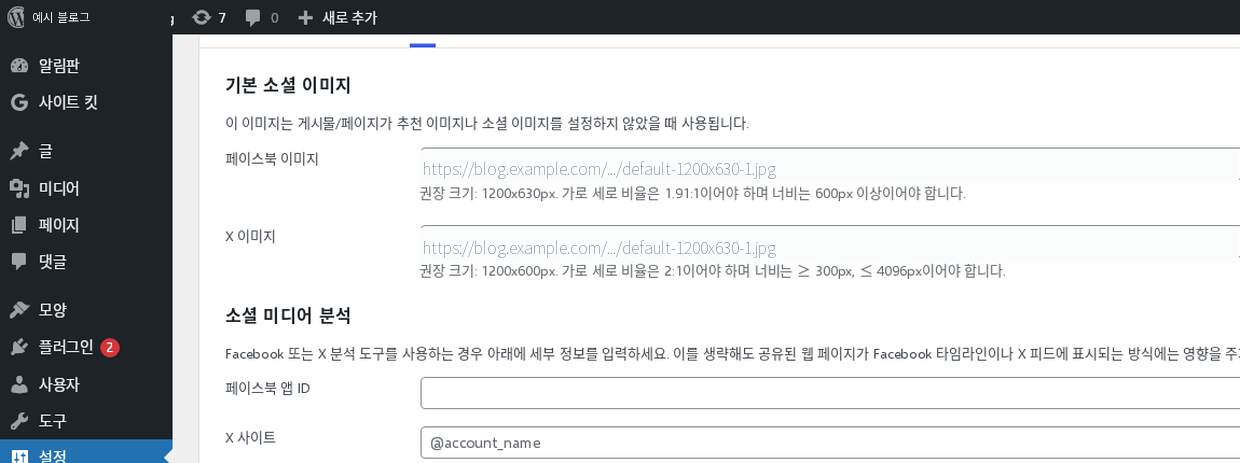 예시 블로그
7
0
새로 추가
알림판
사이트 킷
글
미디어
페이지
댓글
모양
플러그인 2
사용자
도구
설정
기본 소셜 이미지
이 이미지는 게시물/페이지가 추천 이미지나 소셜 이미지를 설정하지 않았을 때 사용됩니다.
페이스북 이미지
https://blog.example.com/.../default-1200x630-1.jpg
권장 크기: 1200x630px. 가로 세로 비율은 1.91:1이어야 하며 너비는 600px 이상이어야 합니다.
X 이미지
https://blog.example.com/.../default-1200x630-1.jpg
권장 크기: 1200x600px. 가로 세로 비율은 2:1이어야 하며 너비는 ≥ 300px, ≤ 4096px이어야 합니다.
소셜 미디어 분석
Facebook 또는 X 분석 도구를 사용하는 경우 아래에 세부 정보를 입력하세요. 이를 생략해도 공유된 웹 페이지가 Facebook 타임라인이나 X 피드에 표시되는 방식에는 영향을
페이스북 앱 ID
X 사이트
@account_name